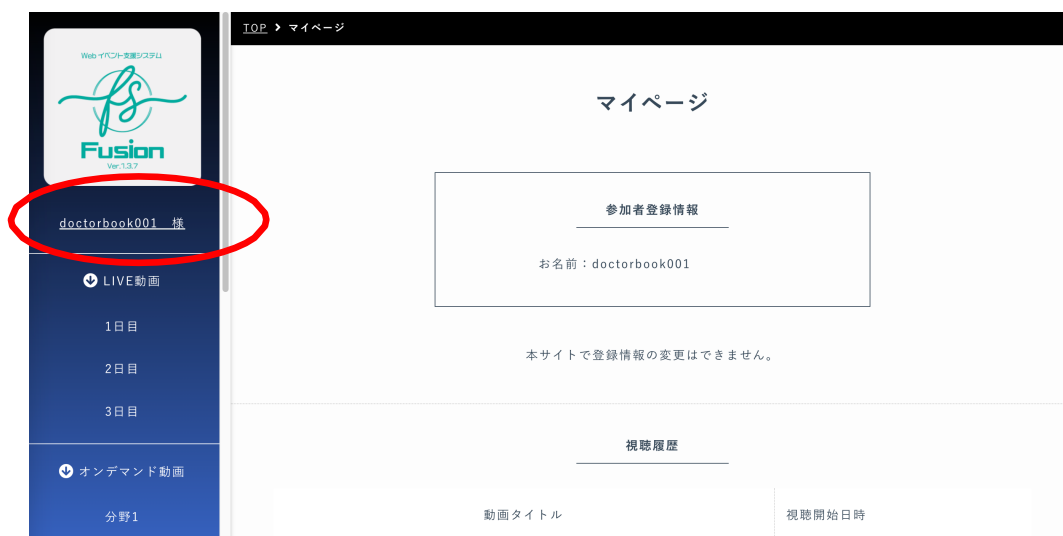 TOP > マイページ
Web イベント支援システム
fs
Fusion
Ver.1.3.7
doctorbook001 様
LIVE動画
1日目
2日目
3日目
オンデマンド動画
分野1
マイページ
参加者登録情報
お名前：doctorbook001
本サイトで登録情報の変更はできません。
視聴履歴
動画タイトル 視聴開始日時